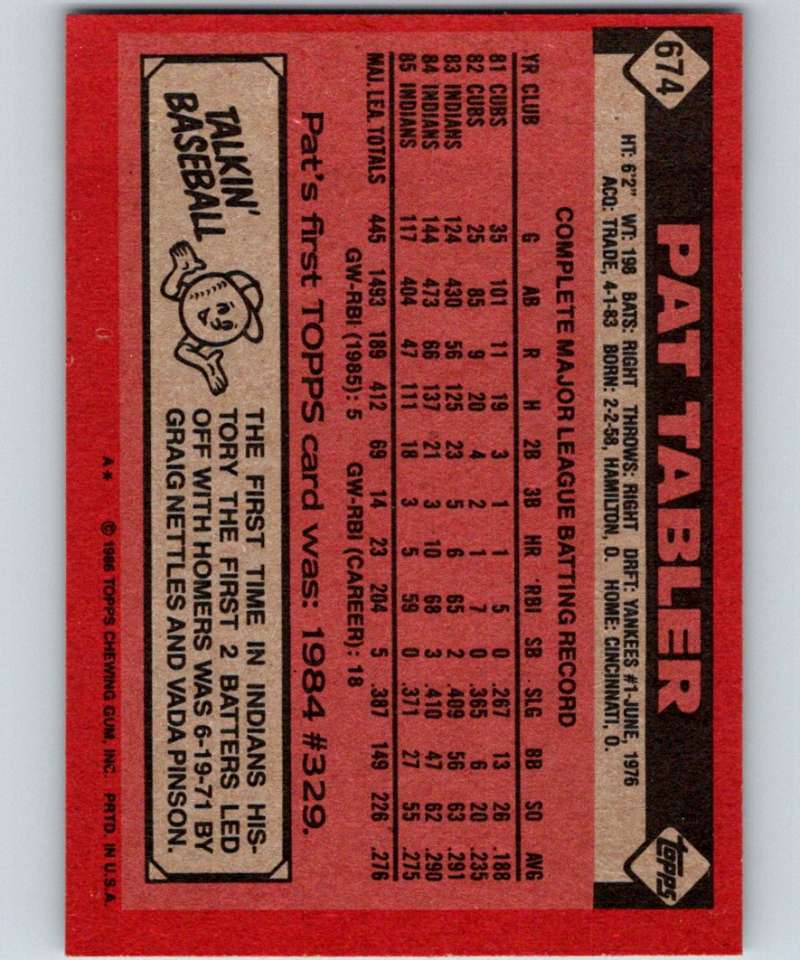 674
PAT TABLER
topps
HT: 6'2" WT: 198 BATS: RIGHT THROWS: RIGHT DRFT: YANKEES #1-JUNE, 1976
ACQ: TRADE, 4-1-83 BORN: 2-2-58, HAMILTON, O. HOME: CINCINNATI, O.
COMPLETE MAJOR LEAGUE BATTING RECORD
YR CLUB G AB R H 2B 3B HR RBI SB SLG BB SO AVG
81 CUBS 35 101 11 19 3 1 1 5 0 .267 13 26 .188
82 CUBS 25 85 9 20 4 2 1 7 0 .365 6 20 .235
83 INDIANS 124 430 56 125 23 5 6 65 2 .409 56 63 .291
84 INDIANS 144 473 66 137 21 3 10 68 3 .410 47 62 .290
85 INDIANS 117 404 47 111 18 3 5 59 0 .371 27 55 .275
MAJ. LEA. TOTALS 445 1493 189 412 69 14 23 204 5 .387 149 226 .276
GW-RBI (1985): 5 GW-RBI (CAREER): 18
Pat's first TOPPS card was: 1984 #329.
TALKIN'
BASEBALL
THE FIRST TIME IN INDIANS HIS-
TORY THE FIRST 2 BATTERS LED
OFF WITH HOMERS WAS 6-19-71 BY
GRAIG NETTLES AND VADA PINSON.
A* © 1986 TOPPS CHEWING GUM, INC. PRTD. IN U.S.A.